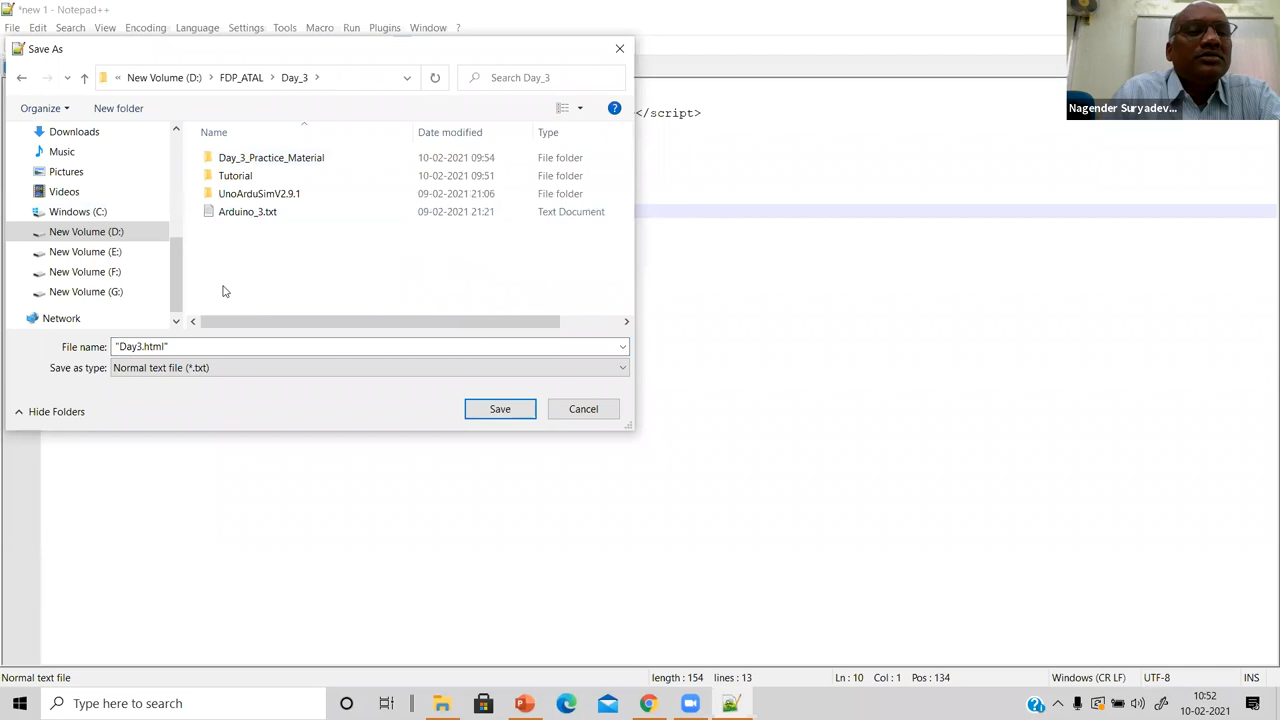 *new 1 - Notepad++
File Edit Search View Encoding Language Settings Tools Macro Run Plugins Window ?
Save As
« New Volume (D:) > FDP_ATAL > Day_3 >
Search Day_3
Organize New folder
Name Date modified Type
Downloads
Music
Pictures
Videos
Windows (C:)
New Volume (D:)
New Volume (E:)
New Volume (F:)
New Volume (G:)
Network
Day_3_Practice_Material 10-02-2021 09:54 File folder
Tutorial 10-02-2021 09:51 File folder
UnoArduSimV2.9.1 09-02-2021 21:06 File folder
Arduino_3.txt 09-02-2021 21:21 Text Document
File name: "Day3.html"
Save as type: Normal text file (*.txt)
Hide Folders
Save Cancel
</script>
Nagender Suryadev...
Normal text file length : 154 lines : 13 Ln : 10 Col : 1 Pos : 134 Windows (CR LF) UTF-8 INS
Type here to search
10:52
10-02-2021